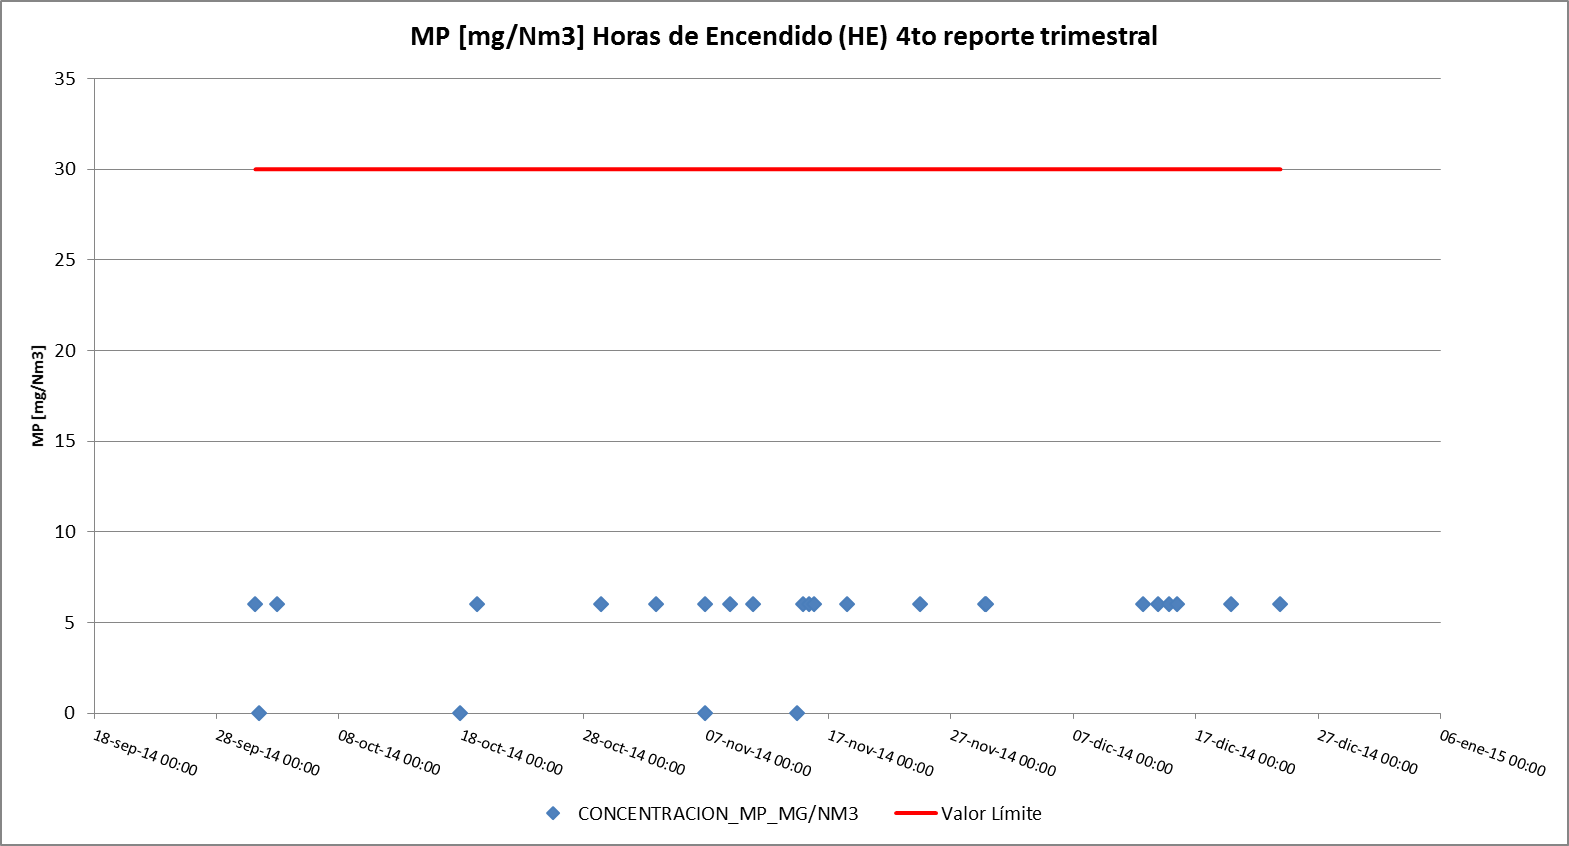 MP [mg/Nm3] Horas de Encendido (HE) 4to reporte trimestral
35
30
25
20
15
10
5
0
MP [mg/Nm3]
18-sep-14 00:00
28-sep-14 00:00
08-oct-14 00:00
18-oct-14 00:00
28-oct-14 00:00
07-nov-14 00:00
17-nov-14 00:00
27-nov-14 00:00
07-dic-14 00:00
17-dic-14 00:00
27-dic-14 00:00
06-ene-15 00:00
CONCENTRACION_MP_MG/NM3
Valor Límite